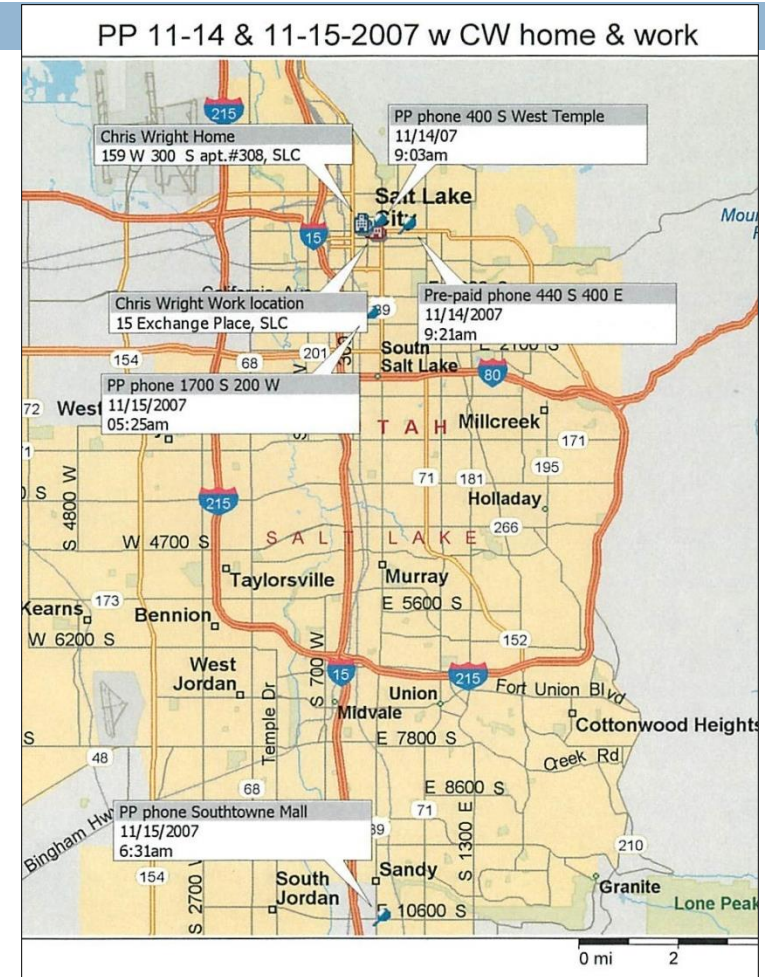 PP 11-14 & 11-15-2007 w CW home & work
215
PP phone 400 S West Temple
11/14/07
9:03am
Chris Wright Home
159 W 300 S apt.#308, SLC
Salt Lake
City
15
Chris Wright Work location
15 Exchange Place, SLC
89
Pre-paid phone 440 S 400 E
11/14/2007
9:21am
154
68
201
South
Salt Lake
80
PP phone 1700 S 200 W
11/15/2007
05:25am
72
West
T A H
Millcreek
171
71
181
195
S 4800 W
215
Holladay
266
W 4700 S
S A L T L A K E
Taylorsville
Murray
Kearns
173
E 5600 S
Bennion
W 6200 S
152
West
Jordan
S 700 W
15
215
Union
Fort Union Blvd
Midvale
Temple Dr
Cottonwood Heights
E 7800 S
Creek Rd
48
68
E 8600 S
71
S 1300 E
PP phone Southtowne Mall
11/15/2007
6:31am
89
210
Bingham Hwy
154
S 2700 W
South
Jordan
Sandy
Granite
10600 S
Lone Peak
0 mi 2